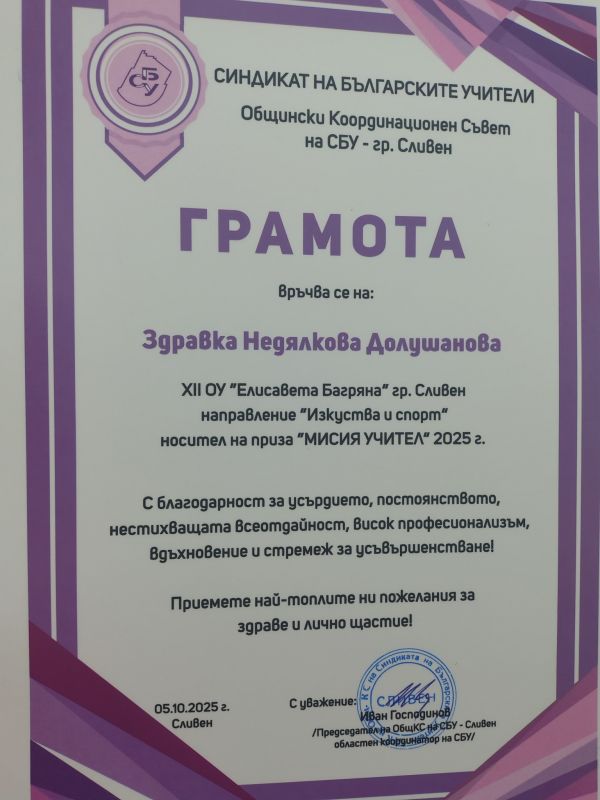 СБУ
СИНДИКАТ НА БЪЛГАРСКИТЕ УЧИТЕЛИ
Общински Координационен Съвет
на СБУ - гр. Сливен
ГРАМОТА
връчва се на:
Здравка Недялкова Долушанова
XII ОУ "Елисавета Багряна" гр. Сливен
направление "Изкуства и спорт"
носител на приза "МИСИЯ УЧИТЕЛ" 2025 г.
С благодарност за усърдието, постоянството,
нестихващата всеотдайност, висок професионализъм,
вдъхновение и стремеж за усъвършенстване!
Приемете най-топлите ни пожелания за
здраве и лично щастие!
05.10.2025 г.
Сливен
С уважение:
СЛИВЕН
Иван Господинов
/Председател на ОбщКС на СБУ - Сливен
областен координатор на СБУ/